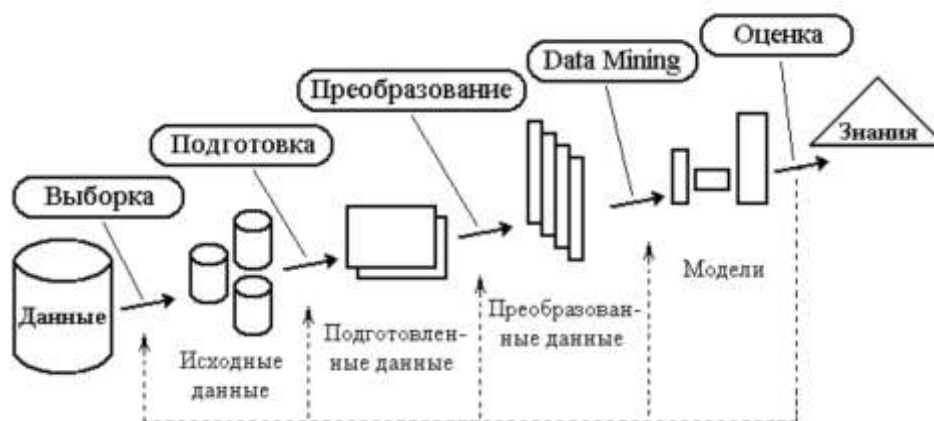 Оценка
Data Mining
Преобразование
Знания
Подготовка
Выборка
Модели
Данные
Преобразован-
ные данные
Подготовлен-
ные данные
Исходные
данные